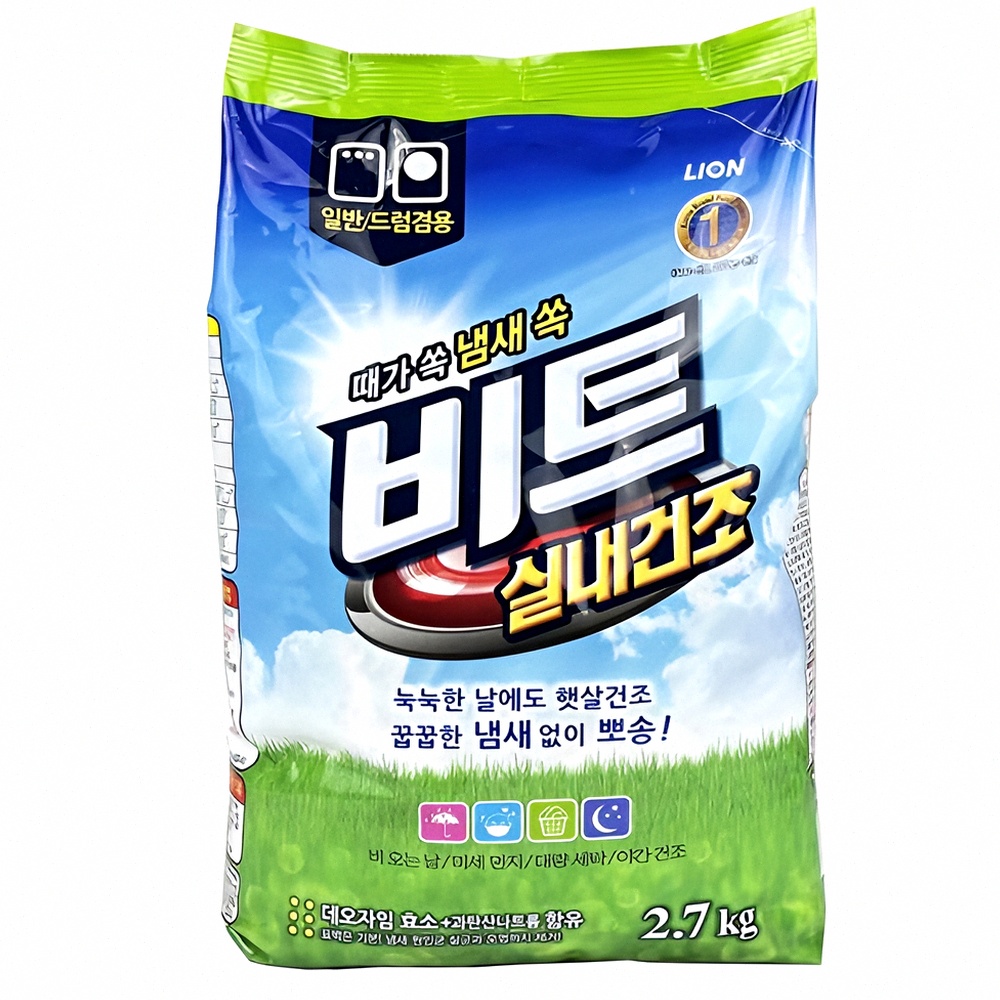 일반/드럼겸용
LION
1
때가 쏙 냄새 쏙
비트
실내건조
눅눅한 날에도 햇살건조
꿉꿉한 냄새 없이 뽀송!
비 오는 날/미세 먼지/대량 세탁/야간 건조
데오자임 효소+과탄산나트륨 함유
2.7 kg